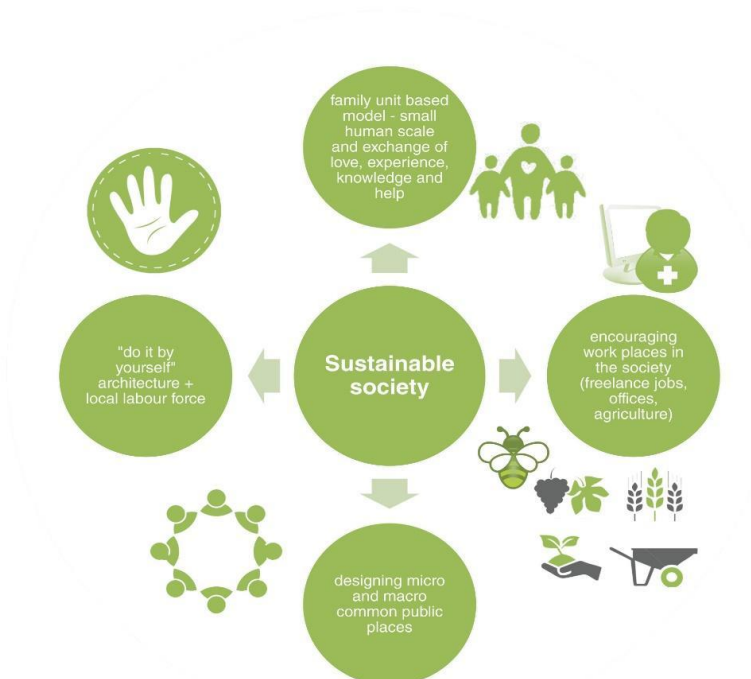 family unit based
model - small
human scale
and exchange of
love, experience,
knowledge and
help
"do it by
yourself"
architecture +
local labour force
Sustainable
society
encouraging
work places in
the society
(freelance jobs,
offices,
agriculture)
designing micro
and macro
common public
places